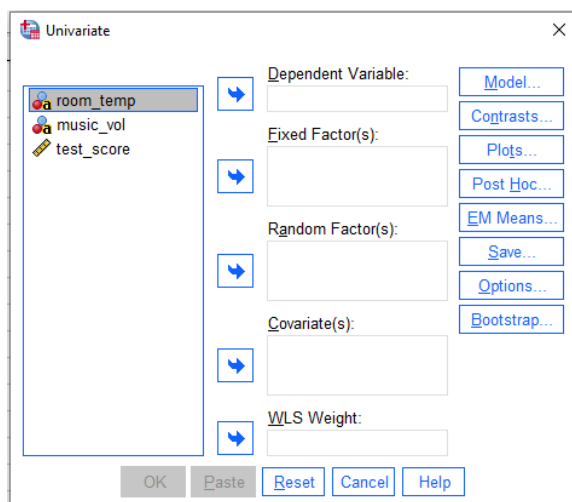 Univariate
room_temp
music_vol
test_score
Dependent Variable:
Fixed Factor(s):
Random Factor(s):
Covariate(s):
WLS Weight:
Model...
Contrasts...
Plots...
Post Hoc...
EM Means...
Save...
Options...
Bootstrap...
OK Paste Reset Cancel Help